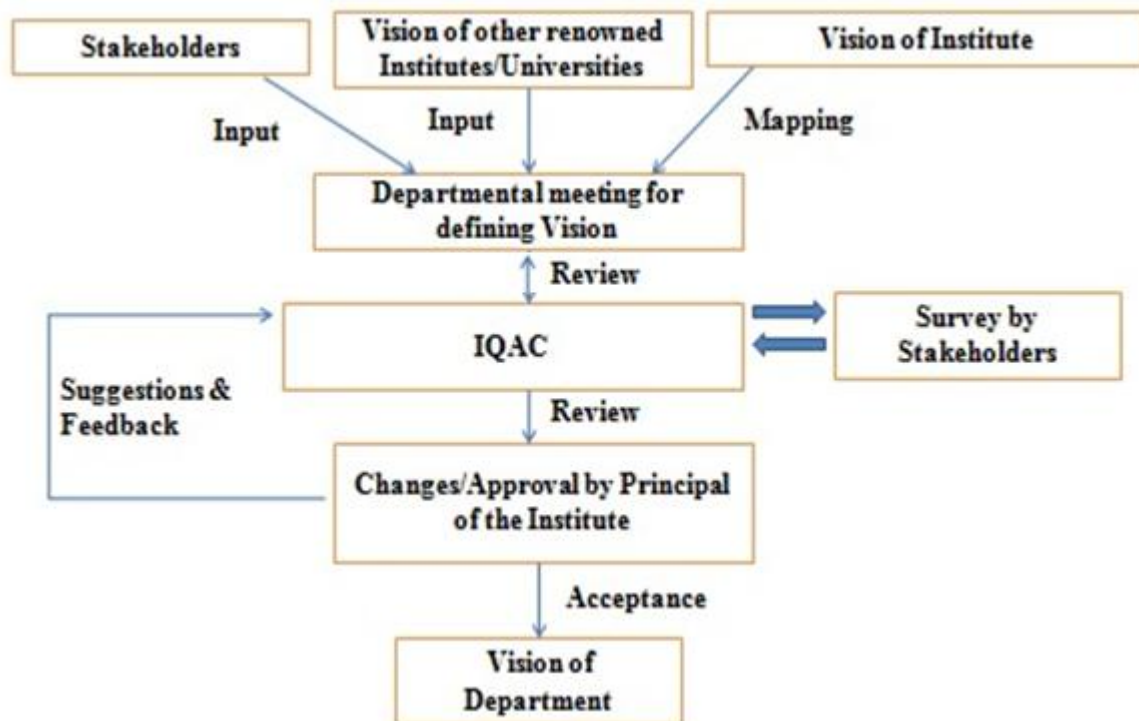 Stakeholders
Vision of other renowned
Institutes/Universities
Vision of Institute
Input
Input
Mapping
Departmental meeting for
defining Vision
Review
IQAC
Survey by
Stakeholders
Suggestions &
Feedback
Review
Changes/Approval by Principal
of the Institute
Acceptance
Vision of
Department